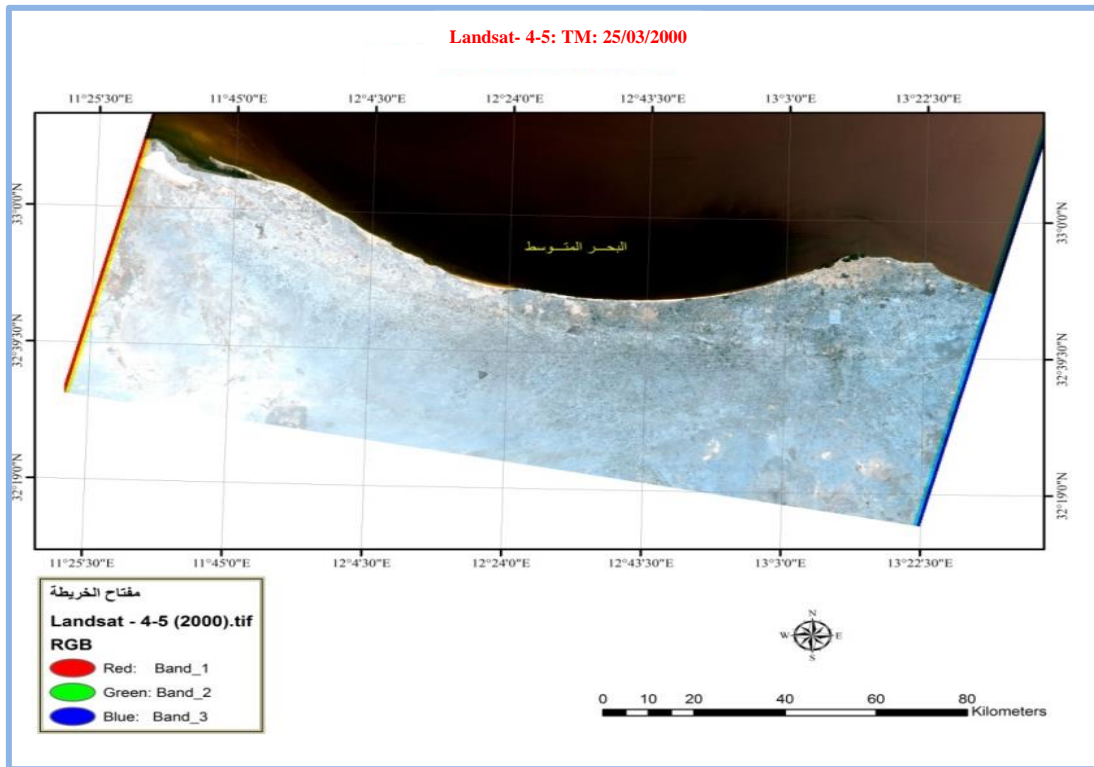 Landsat- 4-5: TM: 25/03/2000
11°25'30"E 11°45'0"E 12°4'30"E 12°24'0"E 12°43'30"E 13°3'0"E 13°22'30"E
33°0'0"N
33°0'0"N
البحر المتـــوسط
32°39'30"N
32°39'30"N
32°19'0"N
32°19'0"N
11°25'30"E 11°45'0"E 12°4'30"E 12°24'0"E 12°43'30"E 13°3'0"E 13°22'30"E
مفتاح الخريطة
Landsat - 4-5 (2000).tif
RGB
Red: Band_1
Green: Band_2
Blue: Band_3
N
W E
S
0 10 20 40 60 80
Kilometers